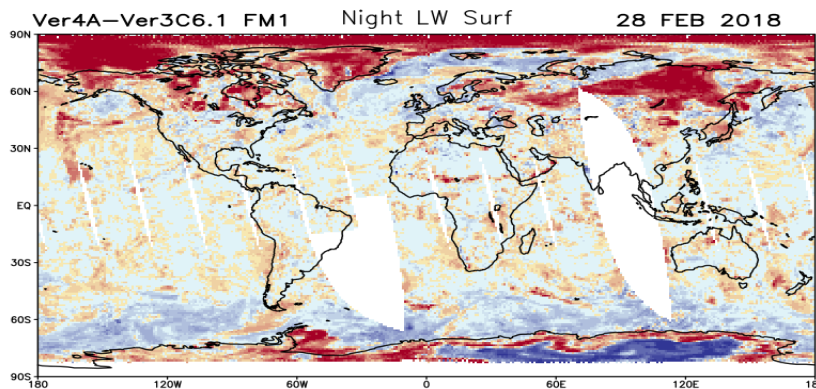 Ver4A–Ver3C6.1 FM1 Night LW Surf 28 FEB 2018
90N
60N
30N
EQ
30S
60S
90S
180 120W 60W 0 60E 120E 180